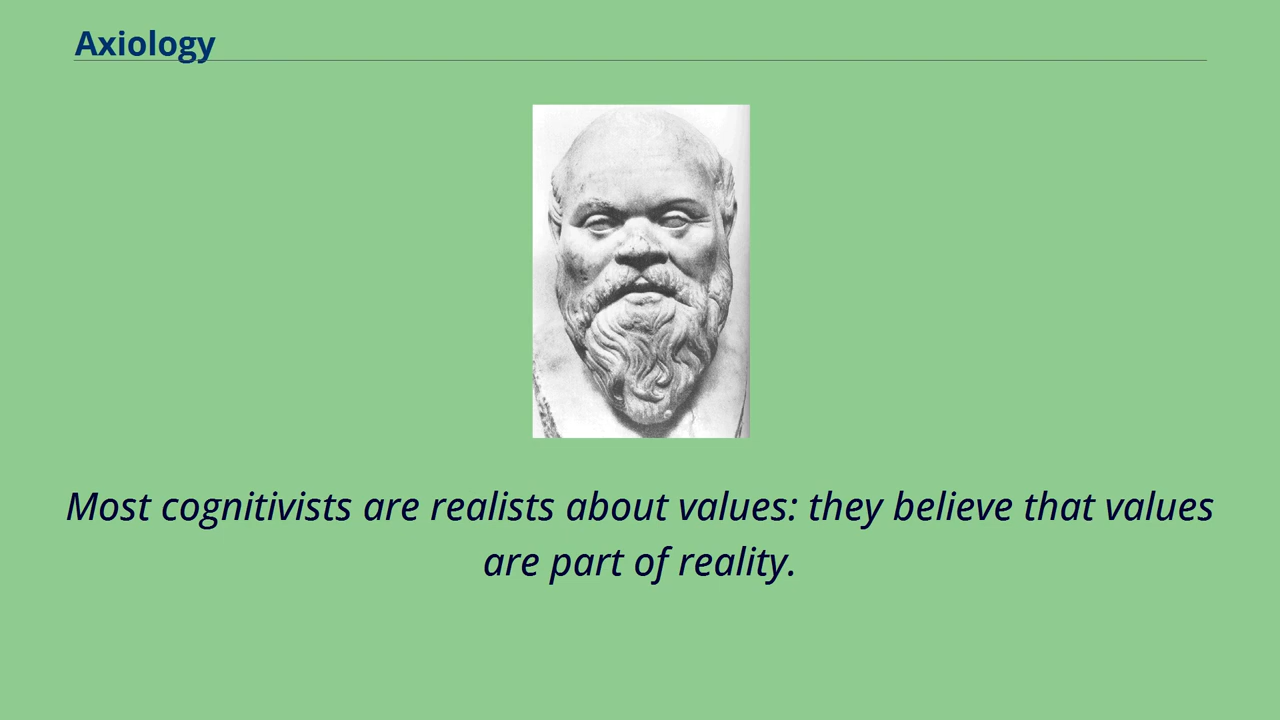 Axiology
Most cognitivists are realists about values: they believe that values
are part of reality.